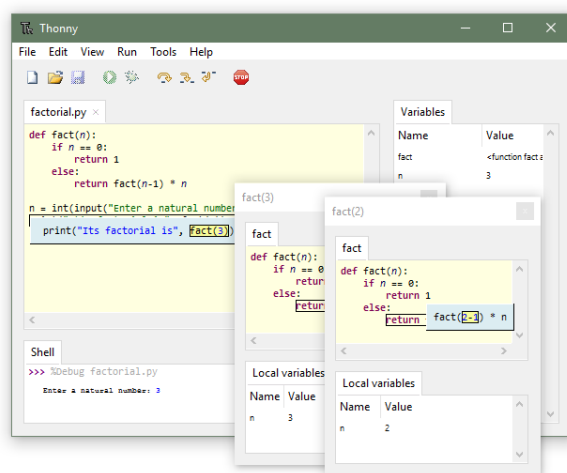 Thonny
File Edit View Run Tools Help
STOP
factorial.py ×
def fact(n):
if n == 0:
return 1
else:
return fact(n-1) * n
n = int(input("Enter a natural number
print("Its factorial is", fact(3))
Shell
>>> %Debug factorial.py
Enter a natural number: 3
Variables
Name Value
fact <function fact a
n 3
fact(3)
fact
def fact(n):
if n == 0
retur
else:
retur
Local variables
Name Value
n 3
fact(2)
fact
def fact(n):
if n == 0:
return 1
else:
return
fact(2-1) * n
Local variables
Name Value
n 2